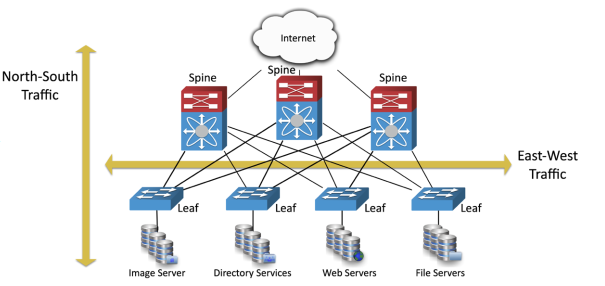 Internet
North-South
Traffic
Spine
Spine
Spine
East-West
Traffic
Leaf
Leaf
Leaf
Leaf
Image Server
Directory Services
Web Servers
File Servers